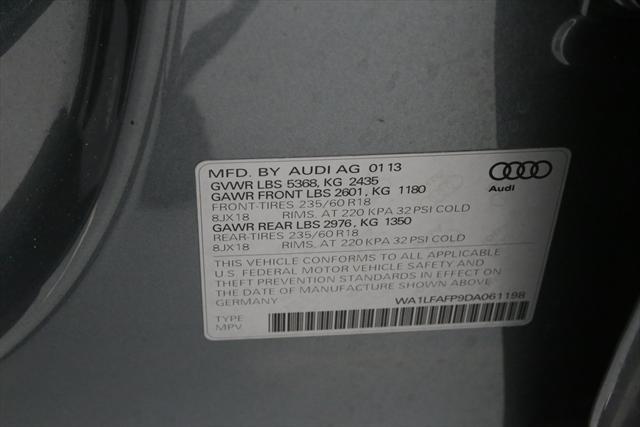 MFD. BY AUDI AG 01 13
GVWR LBS 5368, KG 2435
GAWR FRONT LBS 2601, KG 1180
FRONT-TIRES 235/60 R18
8JX18 RIMS. AT 220 KPA 32 PSI COLD
GAWR REAR LBS 2976, KG 1350
REAR-TIRES 235/60 R18
8JX18 RIMS. AT 220 KPA 32 PSI COLD
THIS VEHICLE CONFORMS TO ALL APPLICABLE
U.S. FEDERAL MOTOR VEHICLE SAFETY AND
THEFT PREVENTION STANDARDS IN EFFECT ON
THE DATE OF MANUFACTURE SHOWN ABOVE.
GERMANY
WA1LFAFP9DA061198
TYPE
MPV
Audi